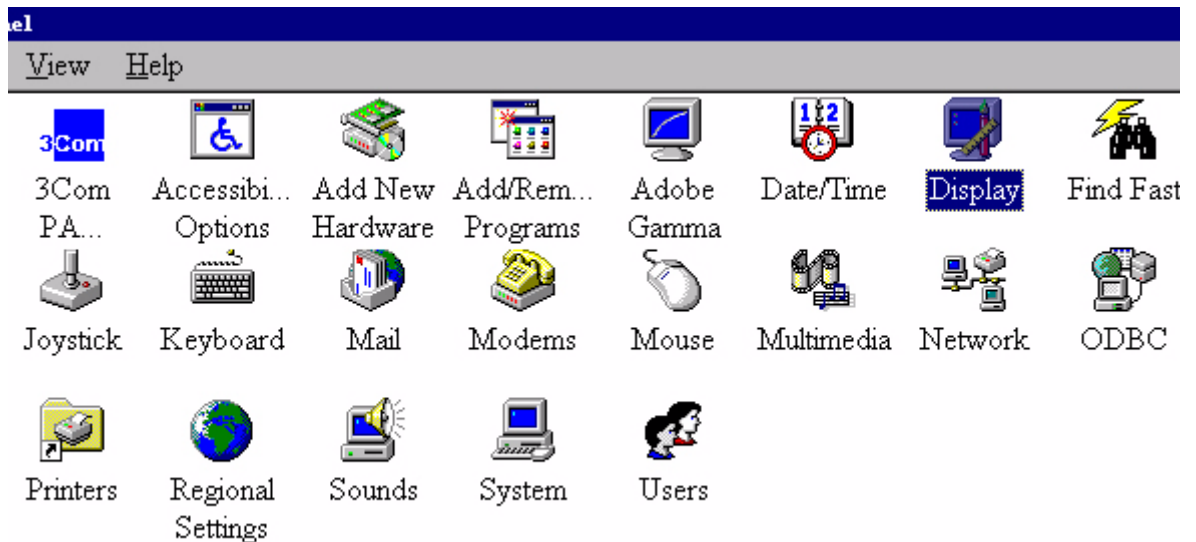 nel
View Help
3Com
1 2
3Com Accessibi... Add New Add/Rem... Adobe Date/Time Display Find Fast
PA... Options Hardware Programs Gamma
Joystick Keyboard Mail Modems Mouse Multimedia Network ODBC
Printers Regional Sounds System Users
Settings